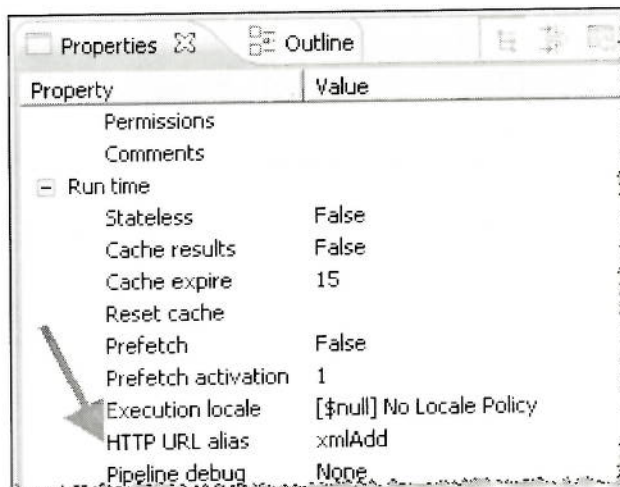 Properties Outline
Property Value
Permissions
Comments
Run time
Stateless False
Cache results False
Cache expire 15
Reset cache
Prefetch False
Prefetch activation 1
Execution locale [$null] No Locale Policy
HTTP URL alias xmlAdd
Pipeline debug None